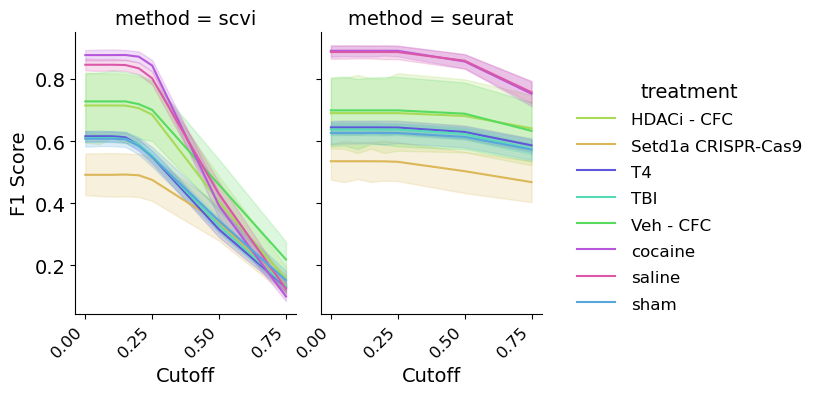 method = scvi
method = seurat
F1 Score
0.8
0.6
0.4
0.2
0.00
0.25
0.50
0.75
Cutoff
0.00
0.25
0.50
0.75
Cutoff
treatment
HDACi - CFC
Setd1a CRISPR-Cas9
T4
TBI
Veh - CFC
cocaine
saline
sham